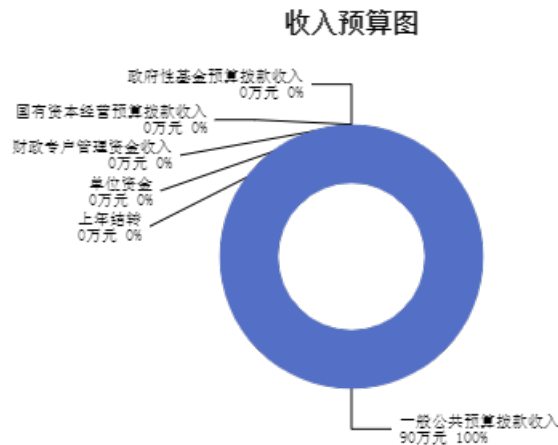 收入预算图
政府性基金预算拨款收入
0万元 0%
国有资本经营预算拨款收入
0万元 0%
财政专户管理资金收入
0万元 0%
单位资金
0万元 0%
上年结转
0万元 0%
一般公共预算拨款收入
90万元 100%